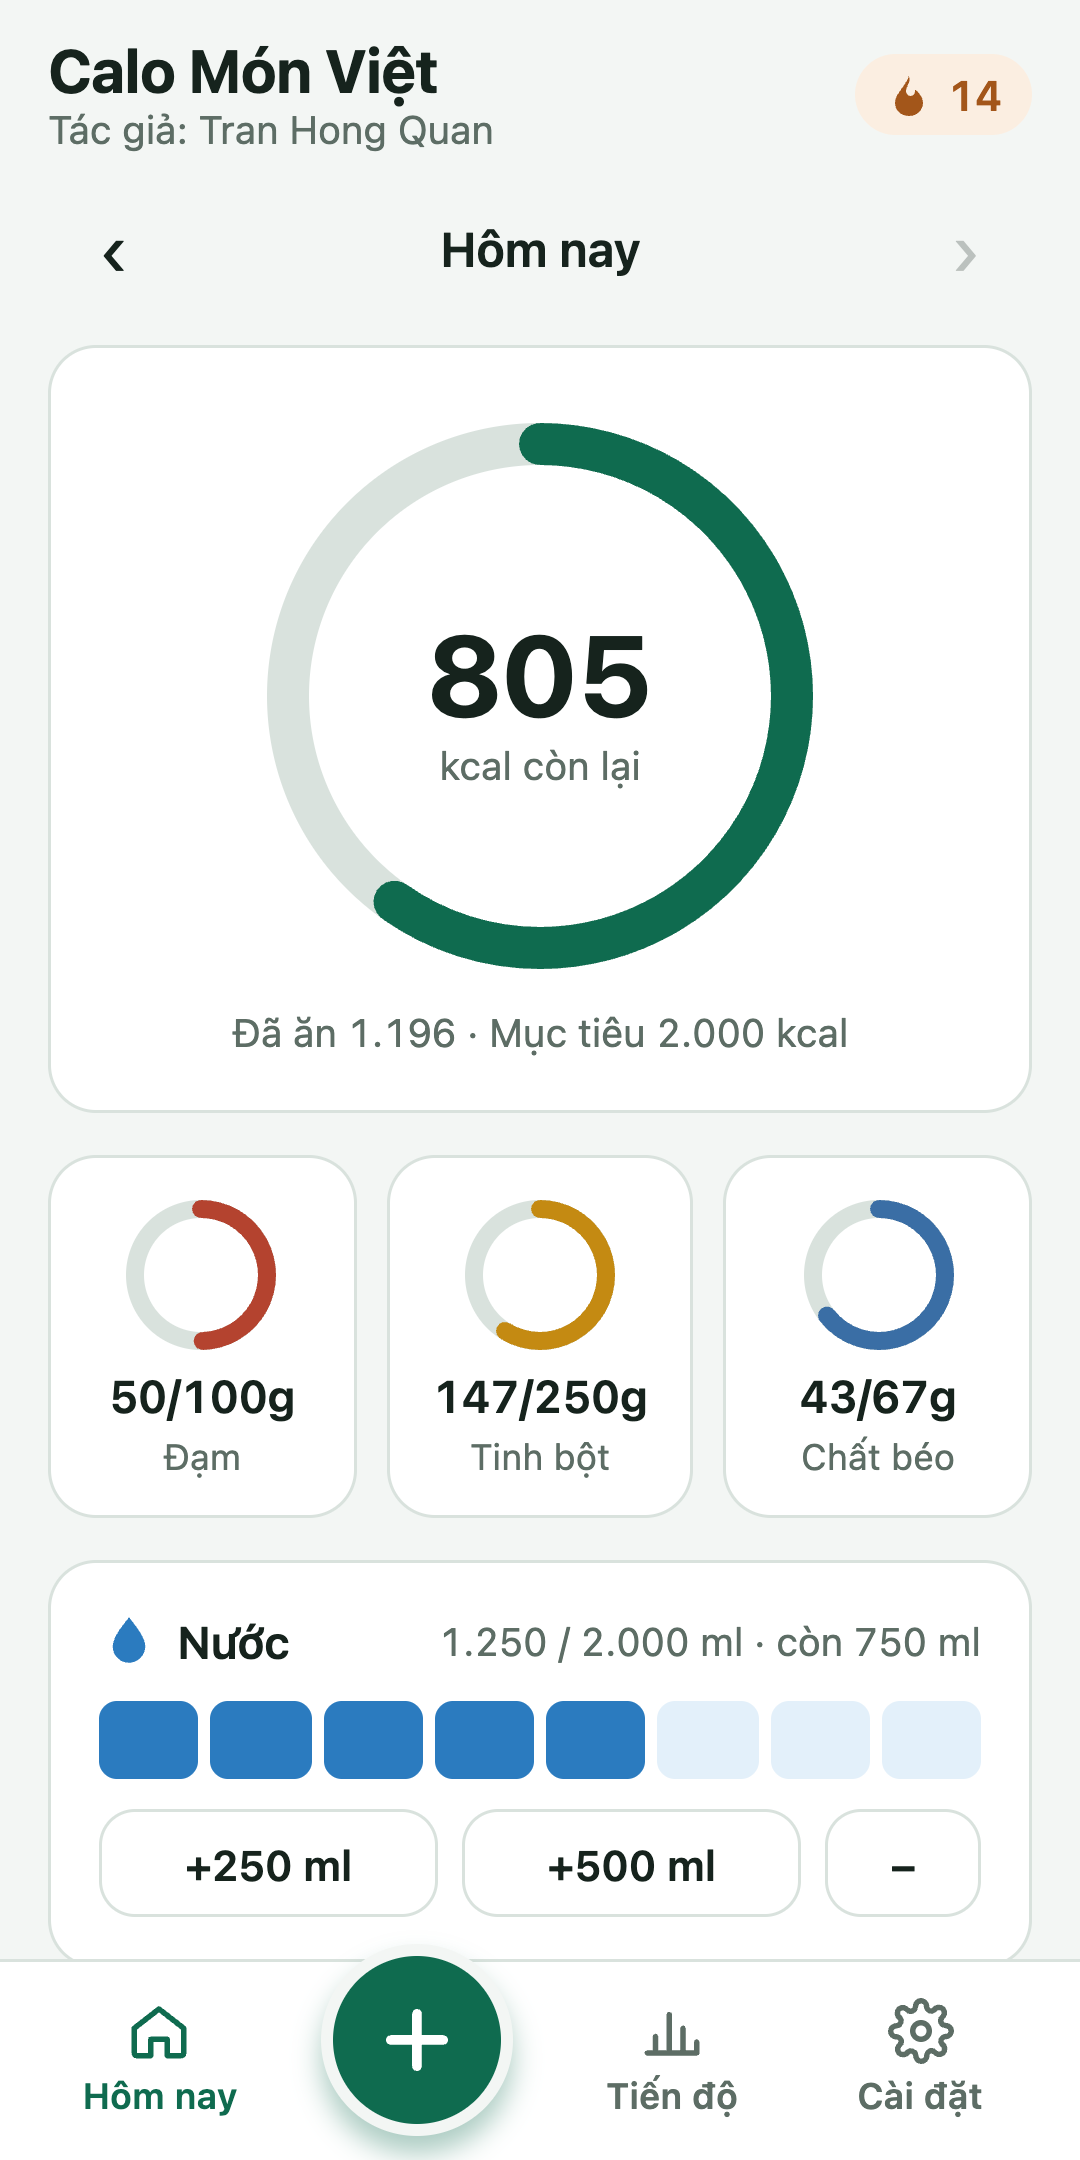 Calo Món Việt
Tác giả: Tran Hong Quan
14
‹ Hôm nay ›
805
kcal còn lại
Đã ăn 1.196 · Mục tiêu 2.000 kcal
50/100g
Đạm
147/250g
Tinh bột
43/67g
Chất béo
Nước
1.250 / 2.000 ml · còn 750 ml
+250 ml
+500 ml
–
Hôm nay
Tiến độ
Cài đặt